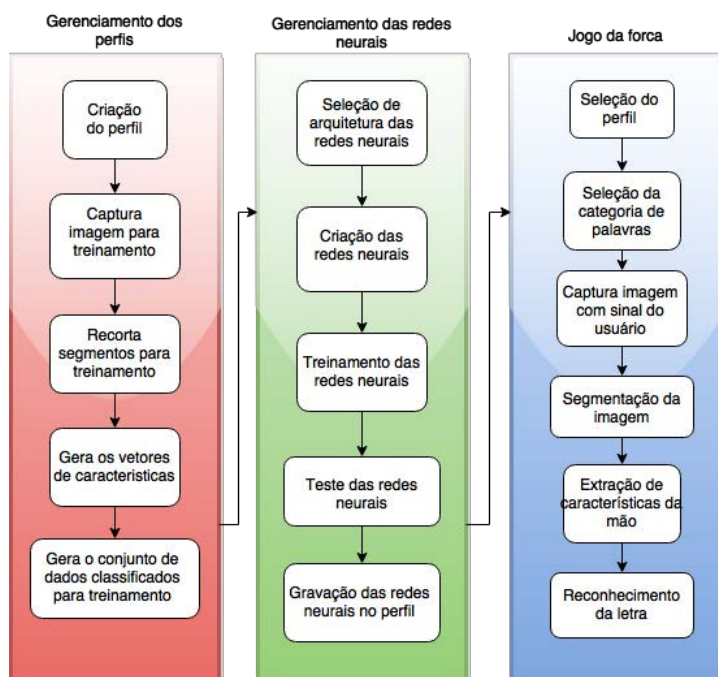 Gerenciamento dos
perfis
Criação
do perfil
Captura
imagem para
treinamento
Recorta
segmentos para
treinamento
Gera os vetores
de caracteristicas
Gera o conjunto de
dados classificados
para treinamento
Gerenciamento das redes
neurais
Seleção de
arquitetura das
redes neurais
Criação das
redes neurais
Treinamento das
redes neurais
Teste das redes
neurais
Gravação das redes
neurais no perfil
Jogo da forca
Seleção do
perfil
Seleção da
categoria de
palavras
Captura imagem
com sinal do
usuário
Segmentação da
imagem
Extração de
características da
mão
Reconhecimento
da letra